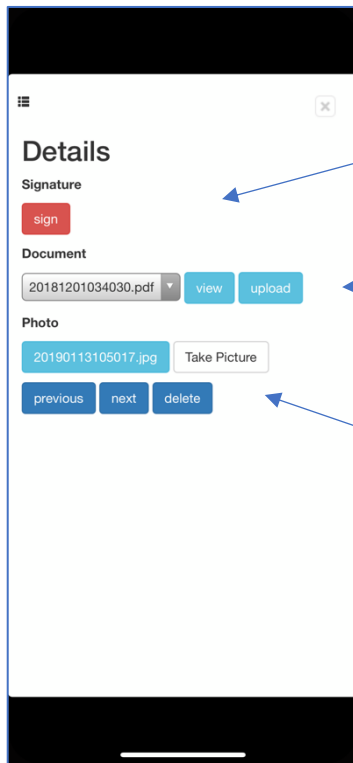 Details
Signature
sign
Document
20181201034030.pdf view upload
Photo
20190113105017.jpg Take Picture
previous next delete